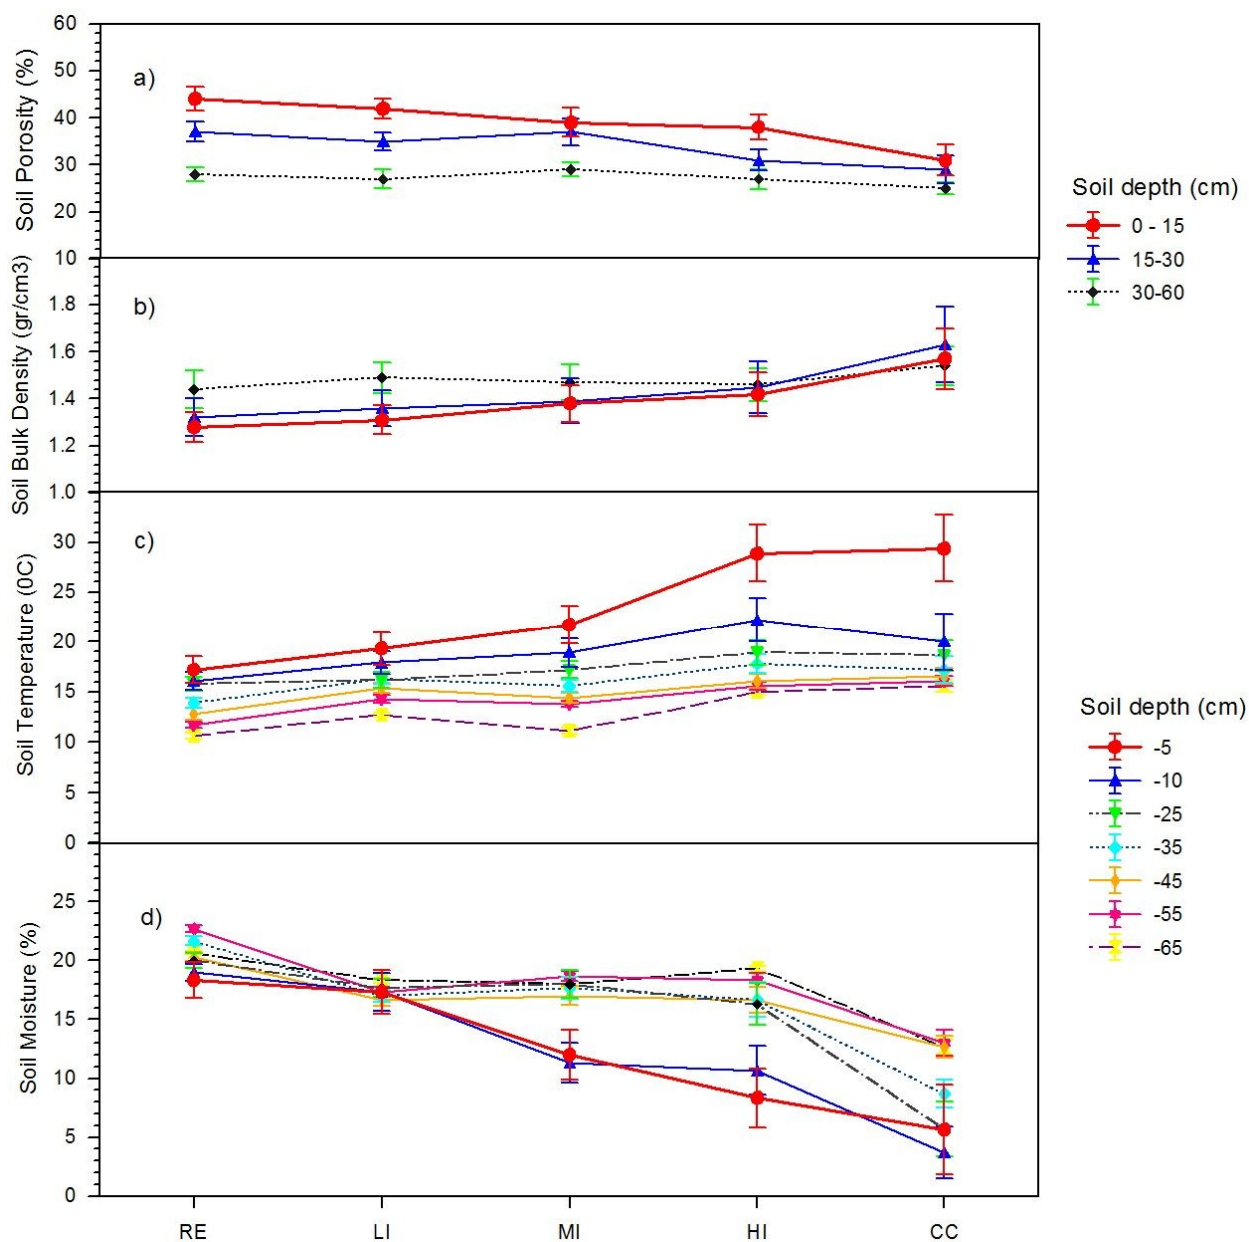 60
50
40
30
20
10
Soil Porosity (%)
a)
1.8
1.6
1.4
1.2
1.0
Soil Bulk Density (gr/cm3)
b)
Soil depth (cm)
0 - 15
15-30
30-60
30
25
20
15
10
5
0
Soil Temperature (0C)
c)
25
20
15
10
5
0
Soil Moisture (%)
d)
Soil depth (cm)
-5
-10
-25
-35
-45
-55
-65
RE LI MI HI CC